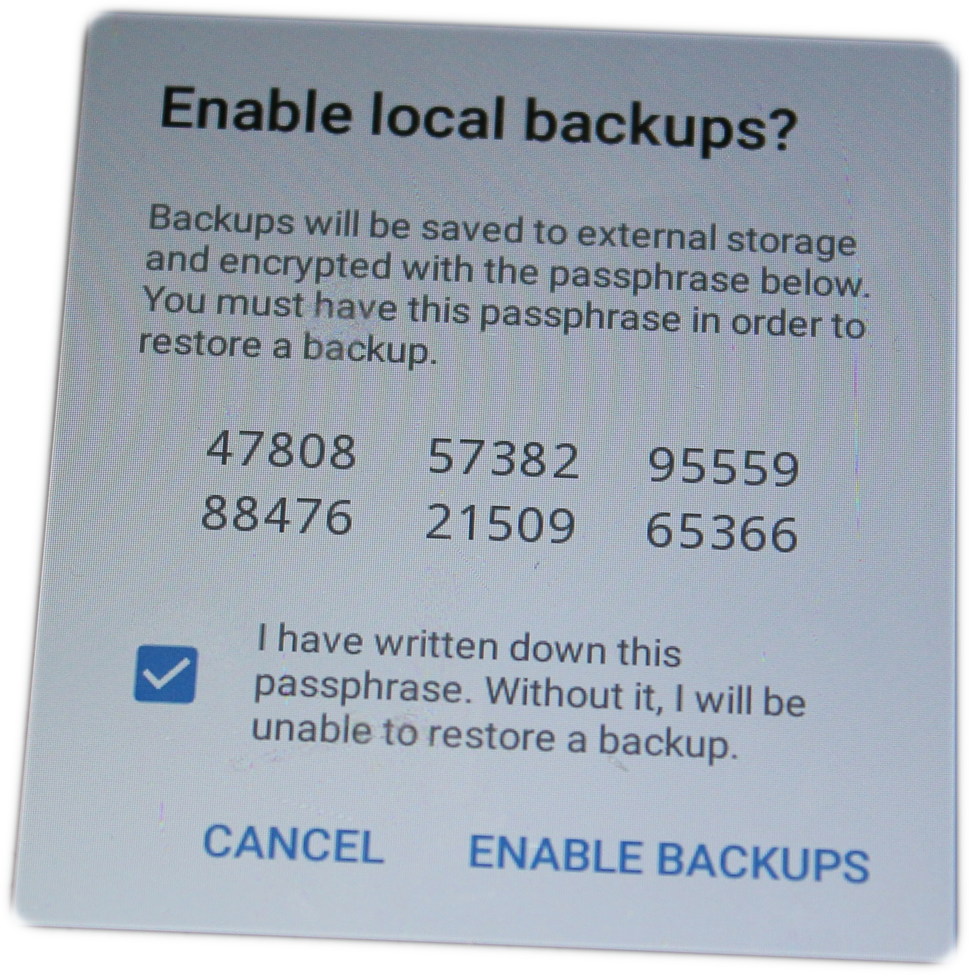 Enable local backups?
Backups will be saved to external storage
and encrypted with the passphrase below.
You must have this passphrase in order to
restore a backup.
47808 57382 95559
88476 21509 65366
I have written down this
passphrase. Without it, I will be
unable to restore a backup.
CANCEL ENABLE BACKUPS